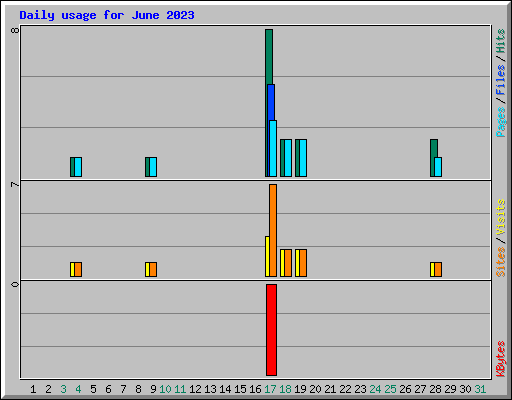 Daily usage for June 2023
8
7
0
Pages / Files / Hits
Sites / Visits
KBytes
1 2 3 4 5 6 7 8 9 10 11 12 13 14 15 16 17 18 19 20 21 22 23 24 25 26 27 28 29 30 31